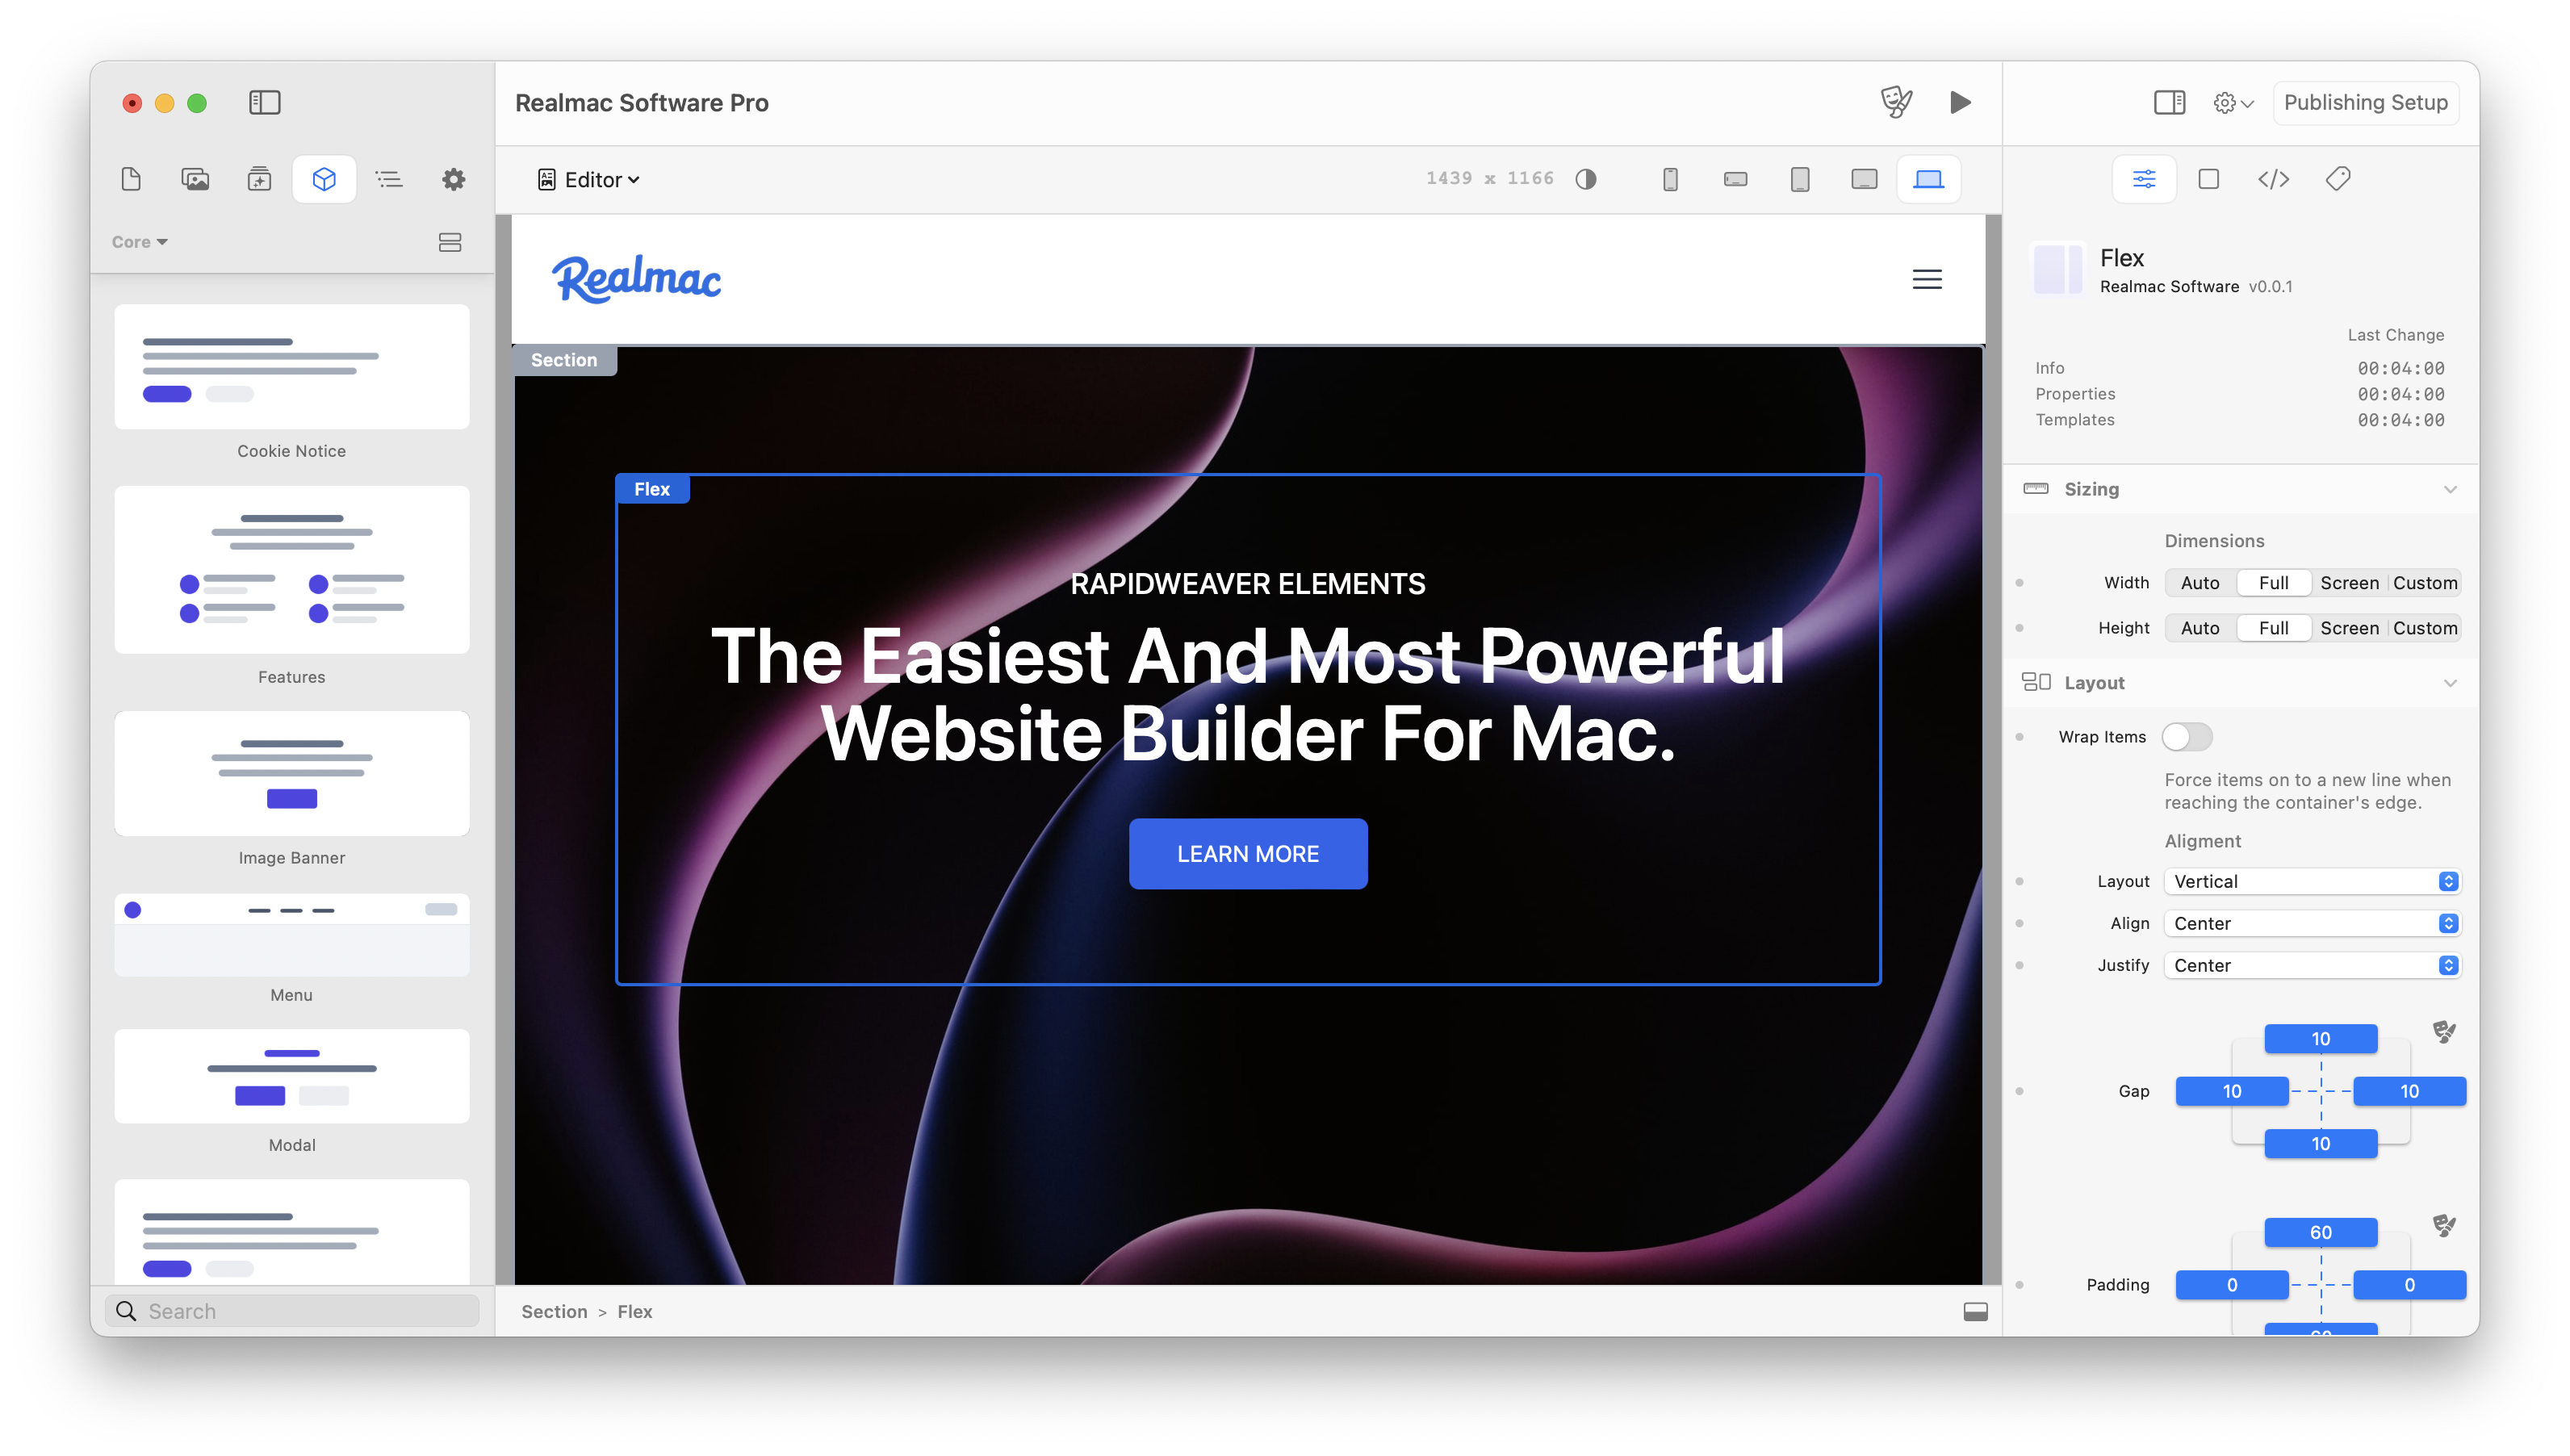 Realmac Software Pro
Publishing Setup
Editor
1439 x 1166
Core
Cookie Notice
Features
Image Banner
Menu
Modal
Search
Realmac
Section
Flex
RAPIDWEAVER ELEMENTS
The Easiest And Most Powerful
Website Builder For Mac.
LEARN MORE
Section > Flex
Flex
Realmac Software v0.0.1
Last Change
Info 00:04:00
Properties 00:04:00
Templates 00:04:00
Sizing
Dimensions
Width Auto Full Screen Custom
Height Auto Full Screen Custom
Layout
Wrap Items
Force items on to a new line when
reaching the container's edge.
Aligment
Layout Vertical
Align Center
Justify Center
10
Gap 10 10
10
60
Padding 0 0